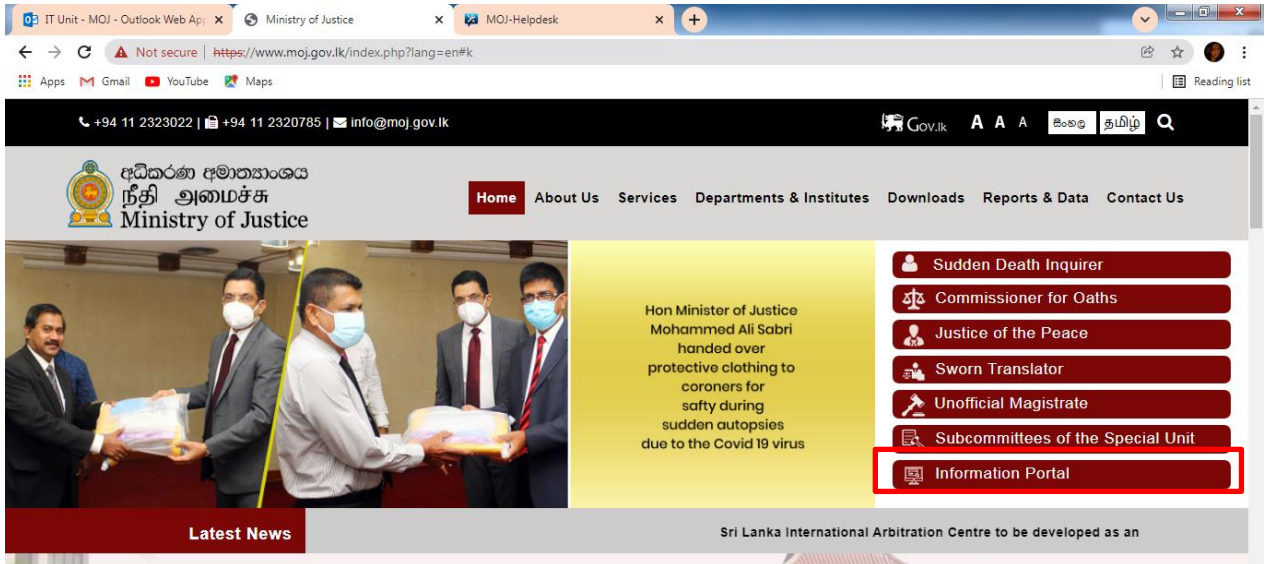 IT Unit - MOJ - Outlook Web Ap
Ministry of Justice
MOJ-Helpdesk
Not secure
https://www.moj.gov.lk/index.php?lang=en#k
Apps
Gmail
YouTube
Maps
Reading list
+94 11 2323022 | +94 11 2320785 | info@moj.gov.lk
Gov.lk
A A A
සිංහල
தமிழ்
අධිකරණ අමාත්‍යාංශය
நீதி அமைச்சு
Ministry of Justice
Home
About Us
Services
Departments & Institutes
Downloads
Reports & Data
Contact Us
Hon Minister of Justice
Mohammed Ali Sabri
handed over
protective clothing to
coroners for
safty during
sudden autopsies
due to the Covid 19 virus
Sudden Death Inquirer
Commissioner for Oaths
Justice of the Peace
Sworn Translator
Unofficial Magistrate
Subcommittees of the Special Unit
Information Portal
Latest News
Sri Lanka International Arbitration Centre to be developed as an